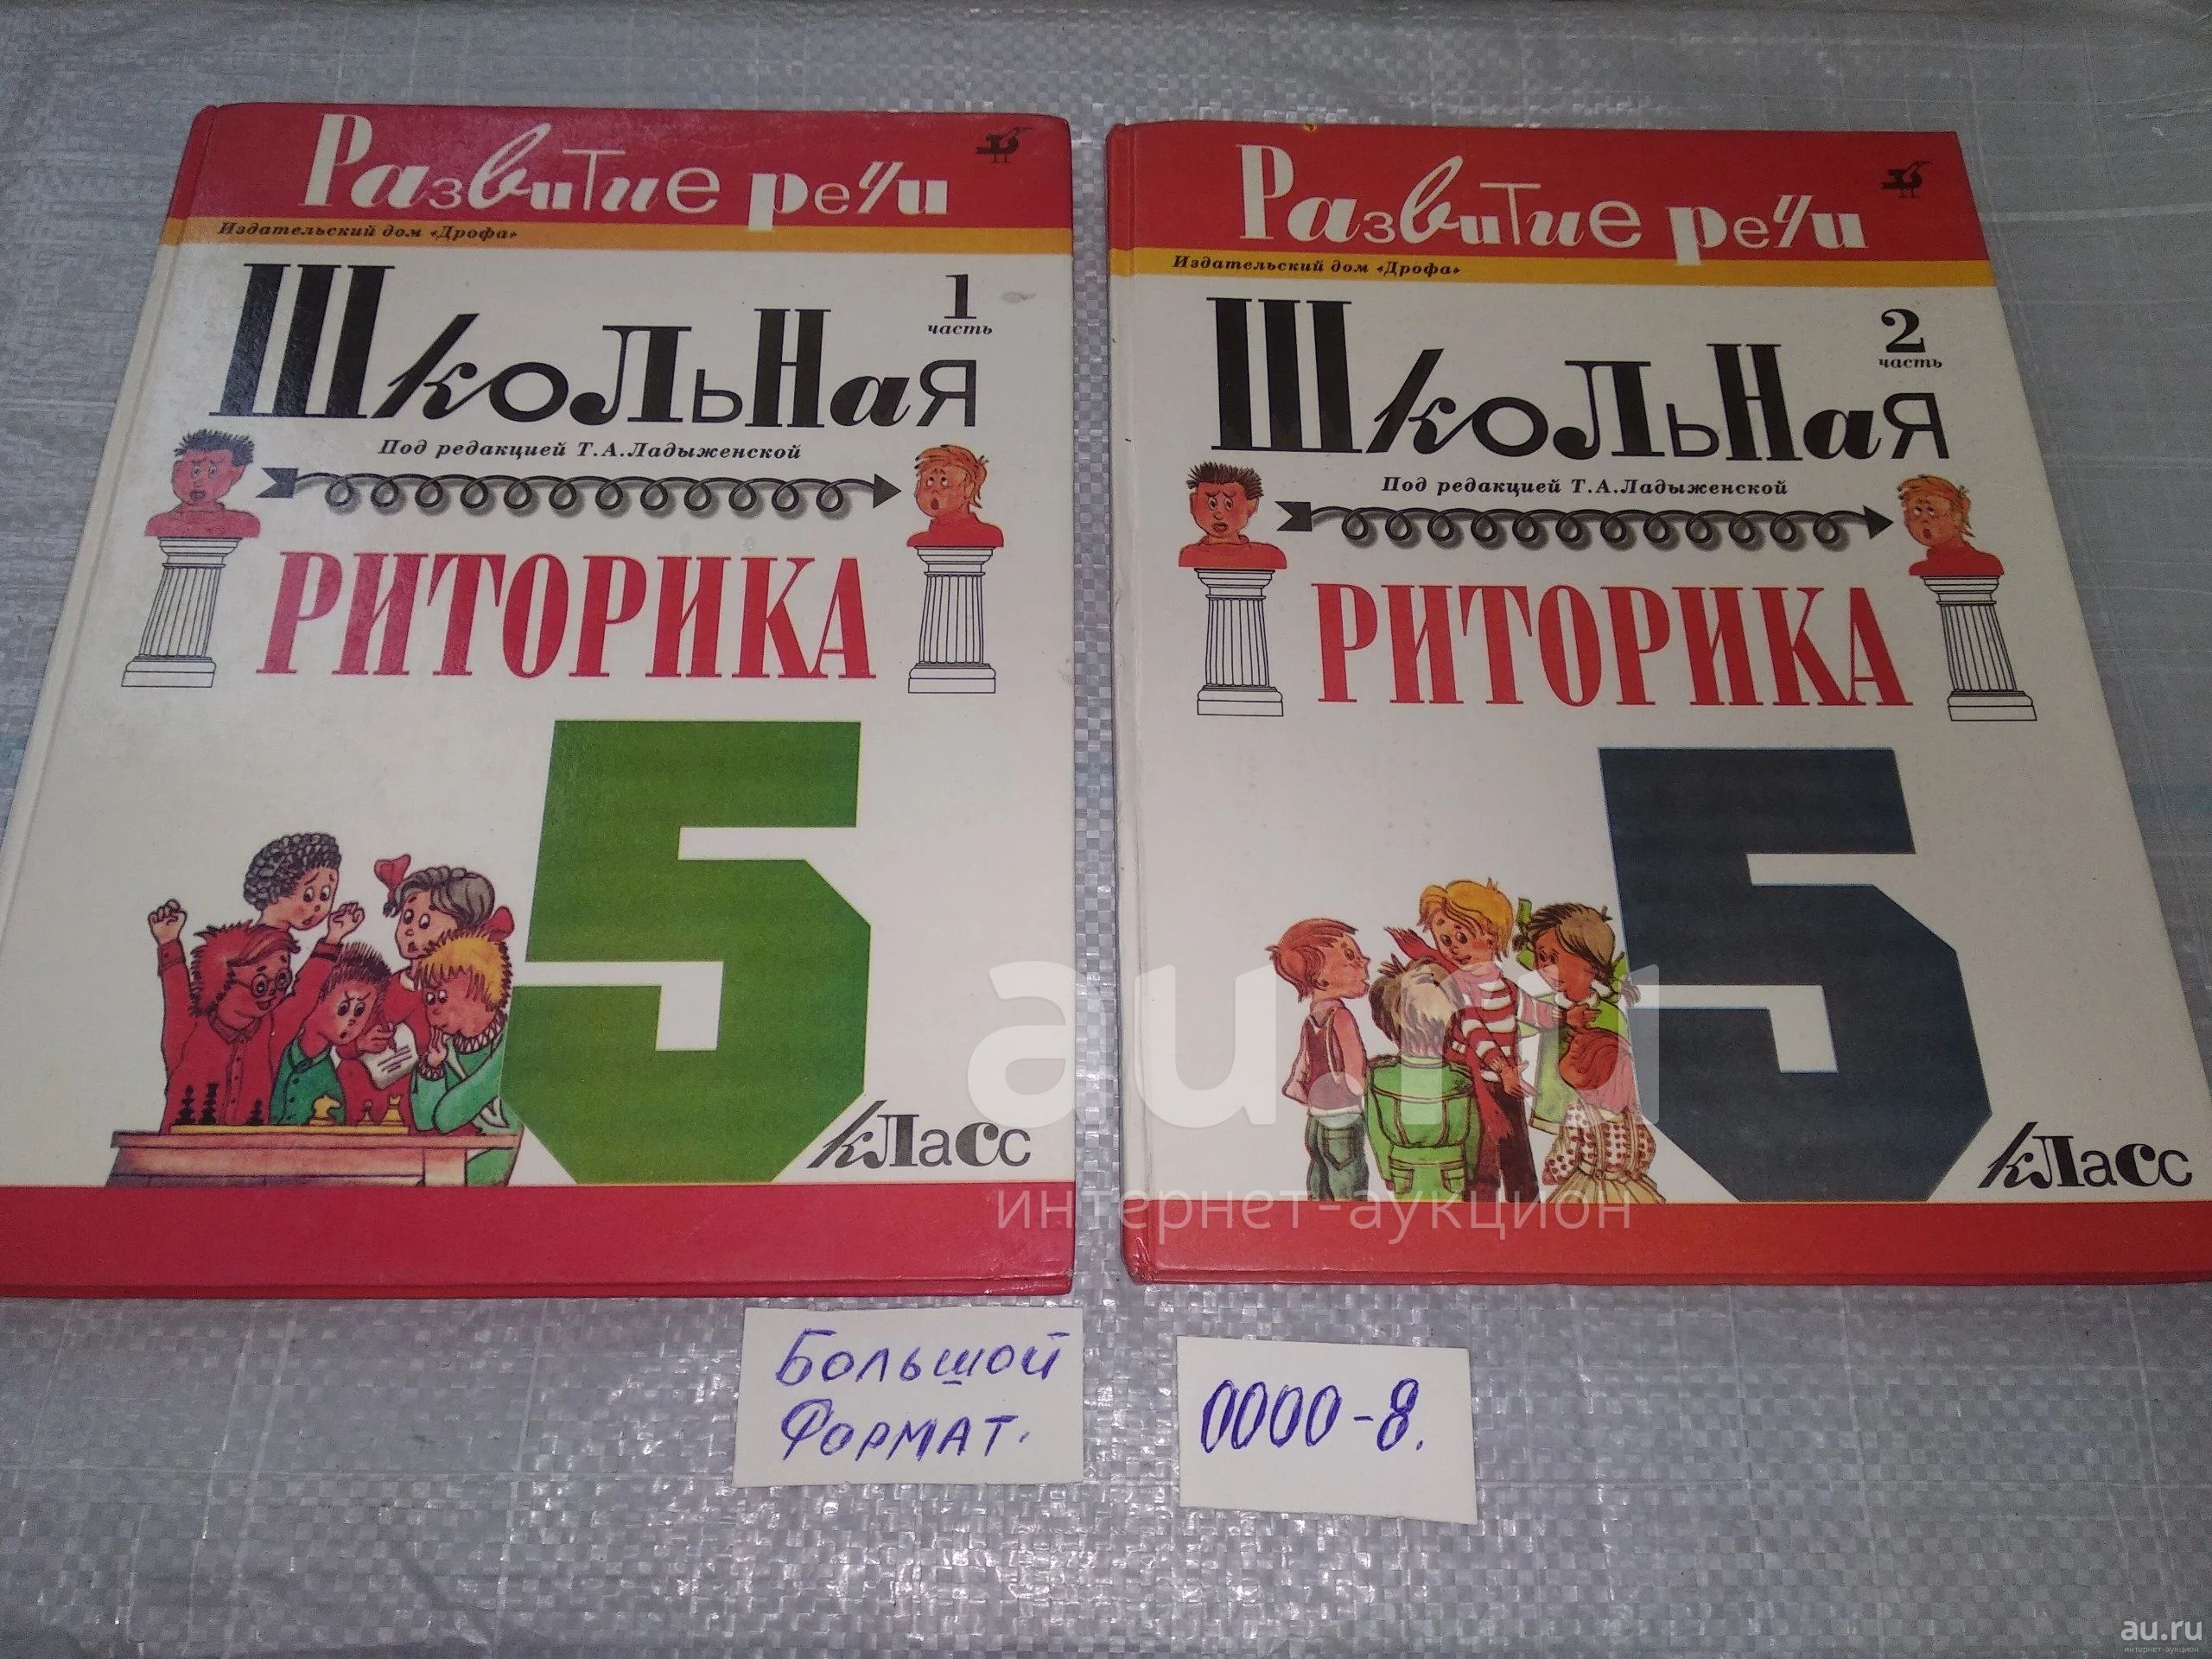 Развитие речи
Издательский дом «Дрофа»
1
часть
Школьная
Под редакцией Т.А.Ладыженской
РИТОРИКА
5
класс
Развитие речи
Издательский дом «Дрофа»
2
часть
Школьная
Под редакцией Т.А.Ладыженской
РИТОРИКА
5
класс
au.ru
интернет-аукцион
Большой
Формат.
0000-8.
au.ru
интернет-аукцион